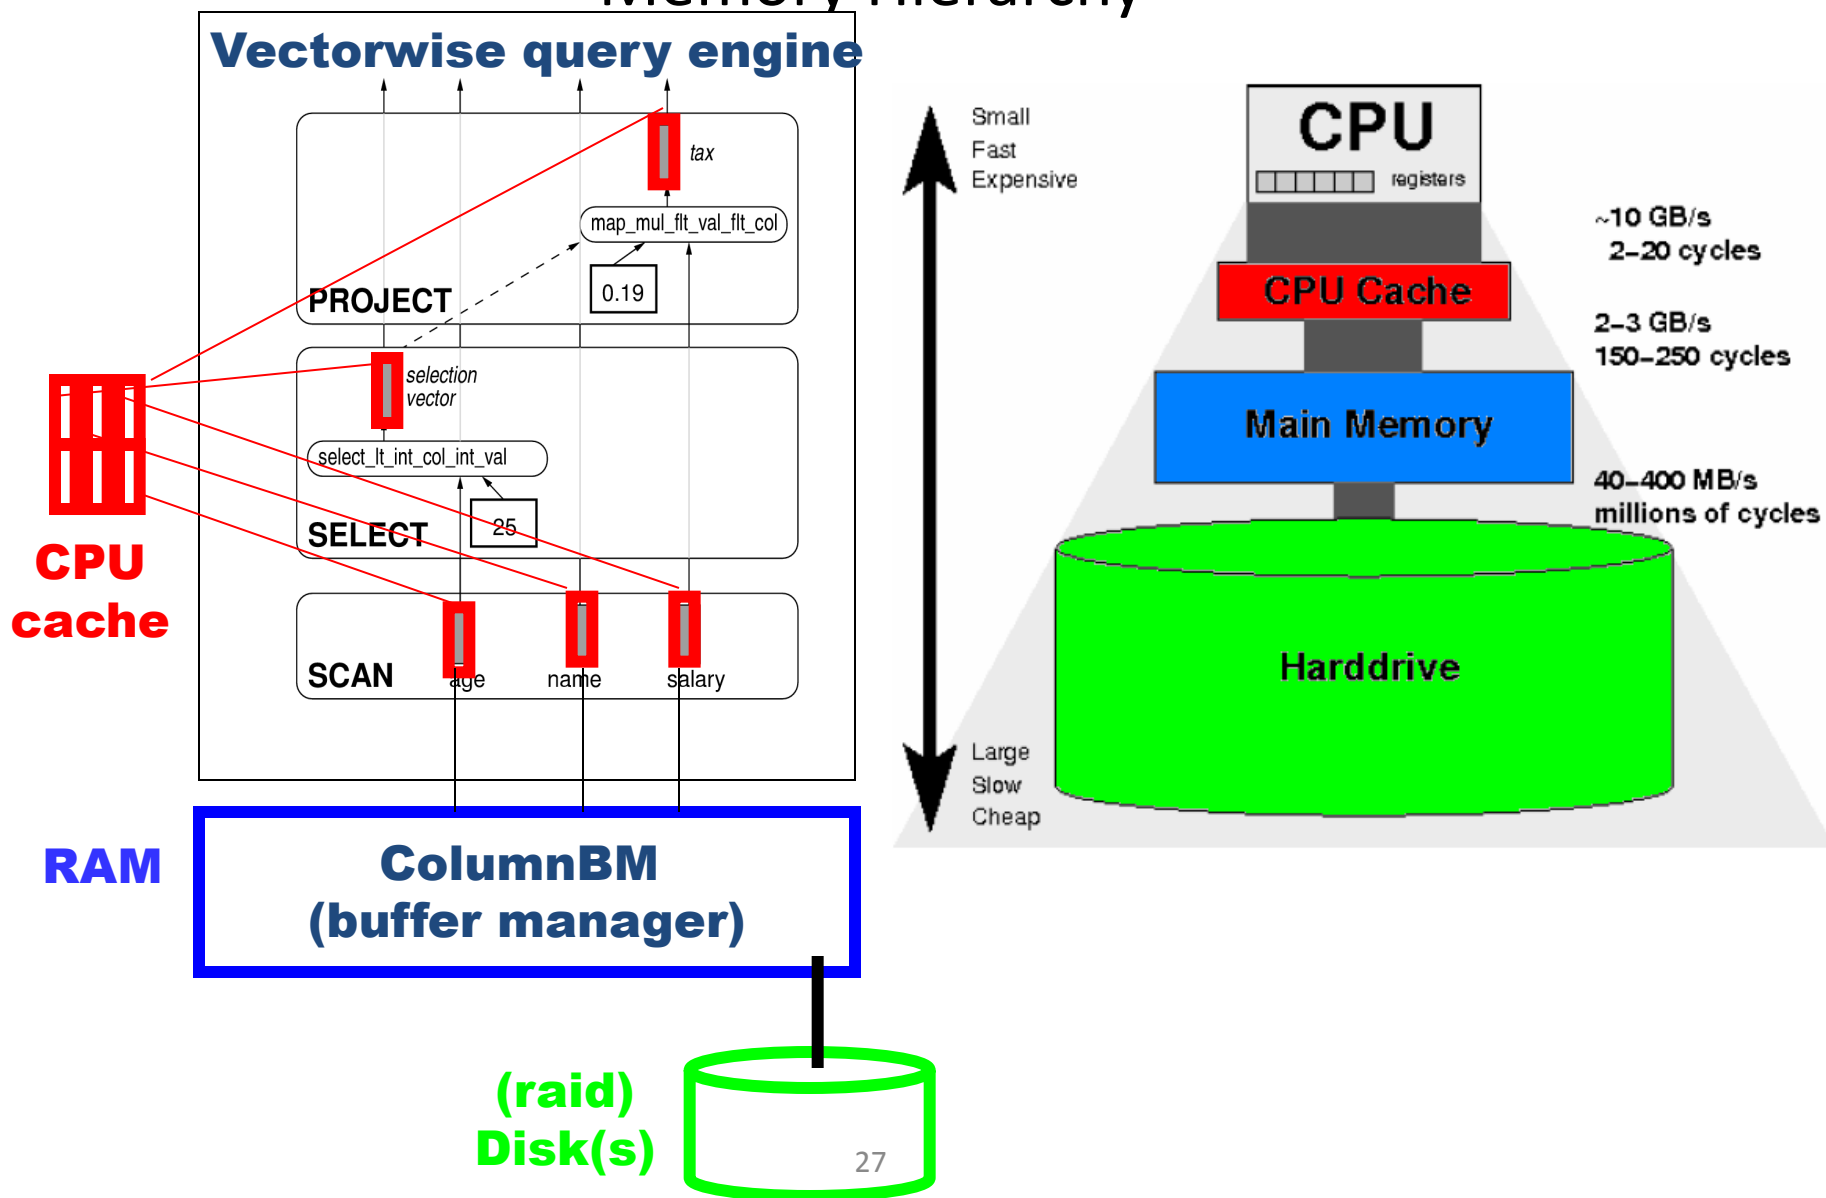 Memory Hierarchy
Vectorwise query engine
tax
map_mul_flt_val_flt_col
0.19
PROJECT
selection
vector
select_lt_int_col_int_val
25
SELECT
SCAN
age
name
salary
CPU
cache
RAM
ColumnBM
(buffer manager)
(raid)
Disk(s)
27
Small
Fast
Expensive
Large
Slow
Cheap
CPU
registers
~10 GB/s
2–20 cycles
CPU Cache
2–3 GB/s
150–250 cycles
Main Memory
40–400 MB/s
millions of cycles
Harddrive